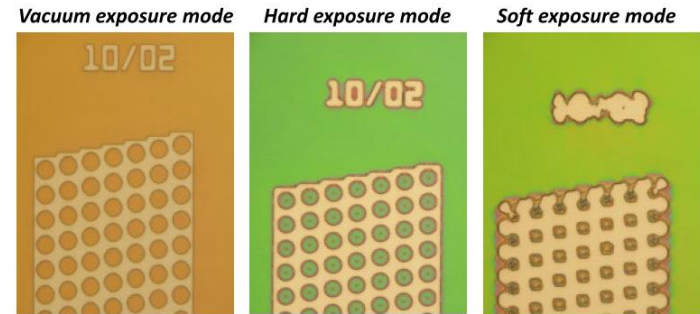 Vacuum exposure mode
Hard exposure mode
Soft exposure mode
10/02
10/02